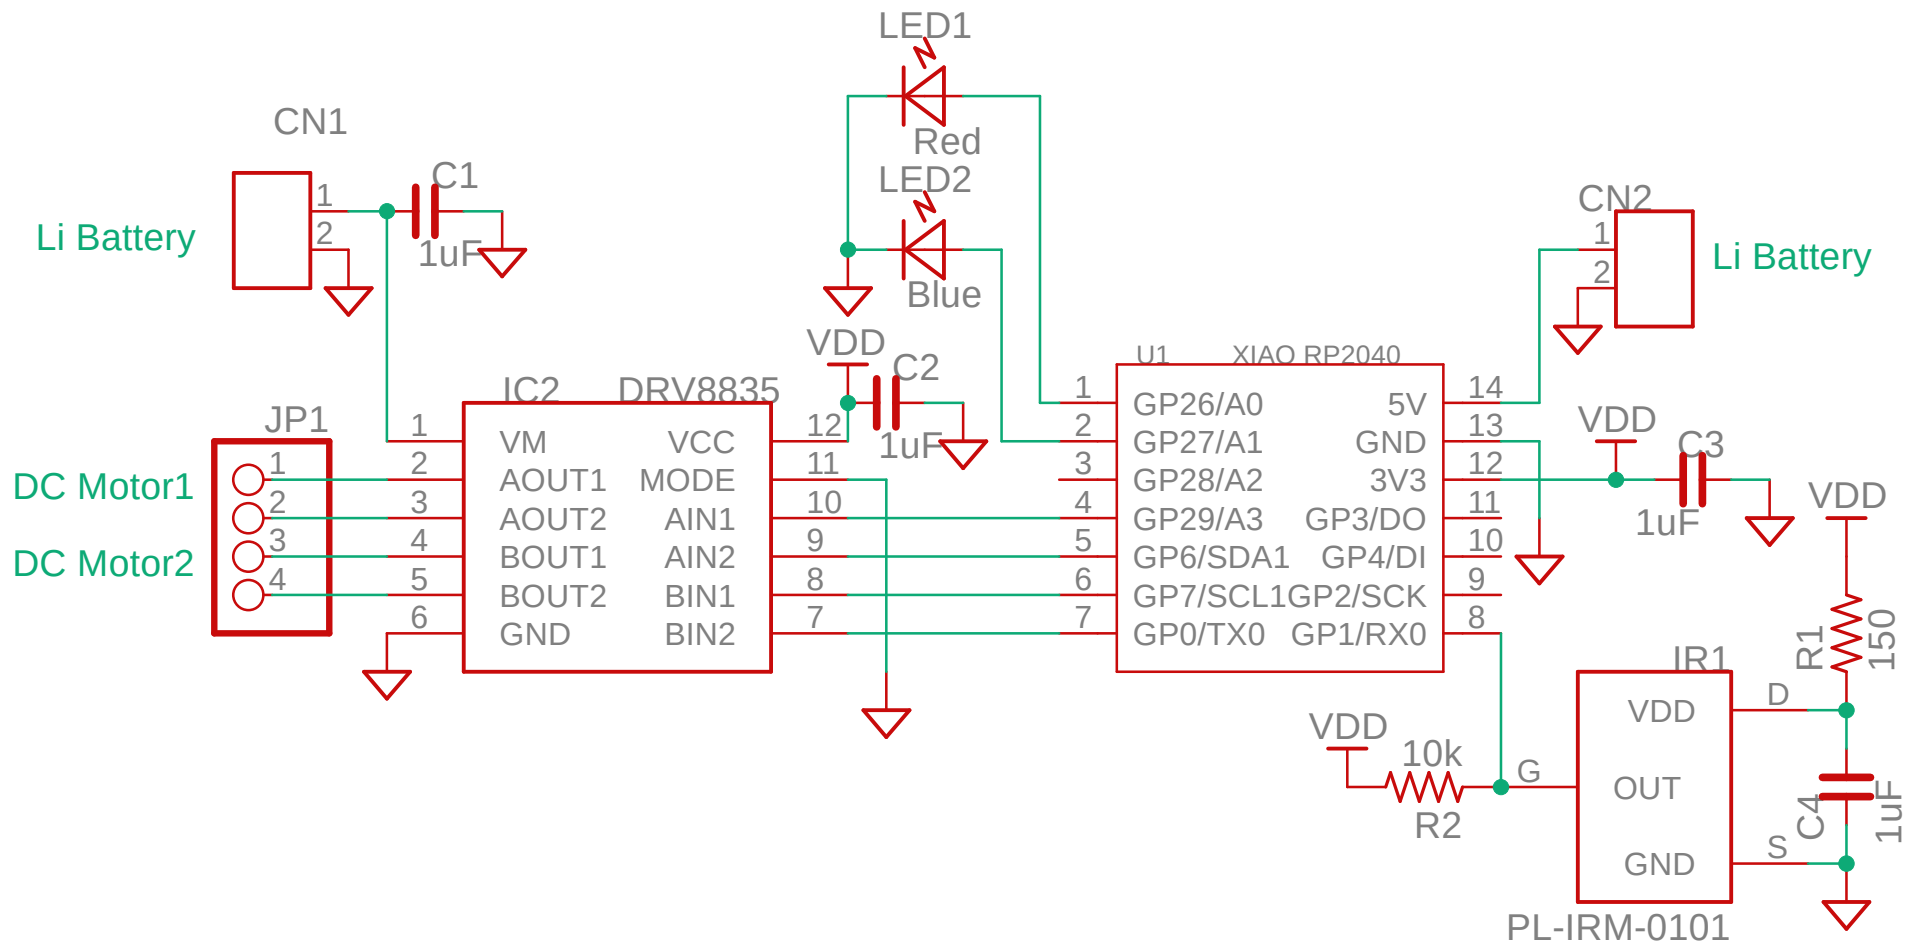 LED1
Red
LED2
Blue
CN1
1
2
Li Battery
C1
1uF
CN2
1
2
Li Battery
VDD
C2
1uF
JP1
1
2
3
4
DC Motor1
DC Motor2
IC2 DRV8835
1 VM VCC 12
2 AOUT1 MODE 11
3 AOUT2 AIN1 10
4 BOUT1 AIN2 9
5 BOUT2 BIN1 8
6 GND BIN2 7
U1 XIAO RP2040
1 GP26/A0 5V 14
2 GP27/A1 GND 13
3 GP28/A2 3V3 12
4 GP29/A3 GP3/DO 11
5 GP6/SDA1 GP4/DI 10
6 GP7/SCL1 GP2/SCK 9
7 GP0/TX0 GP1/RX0 8
VDD
C3
1uF
VDD
R1
150
IR1
VDD D
OUT G
GND S
PL-IRM-0101
VDD
10k
R2
C4
1uF